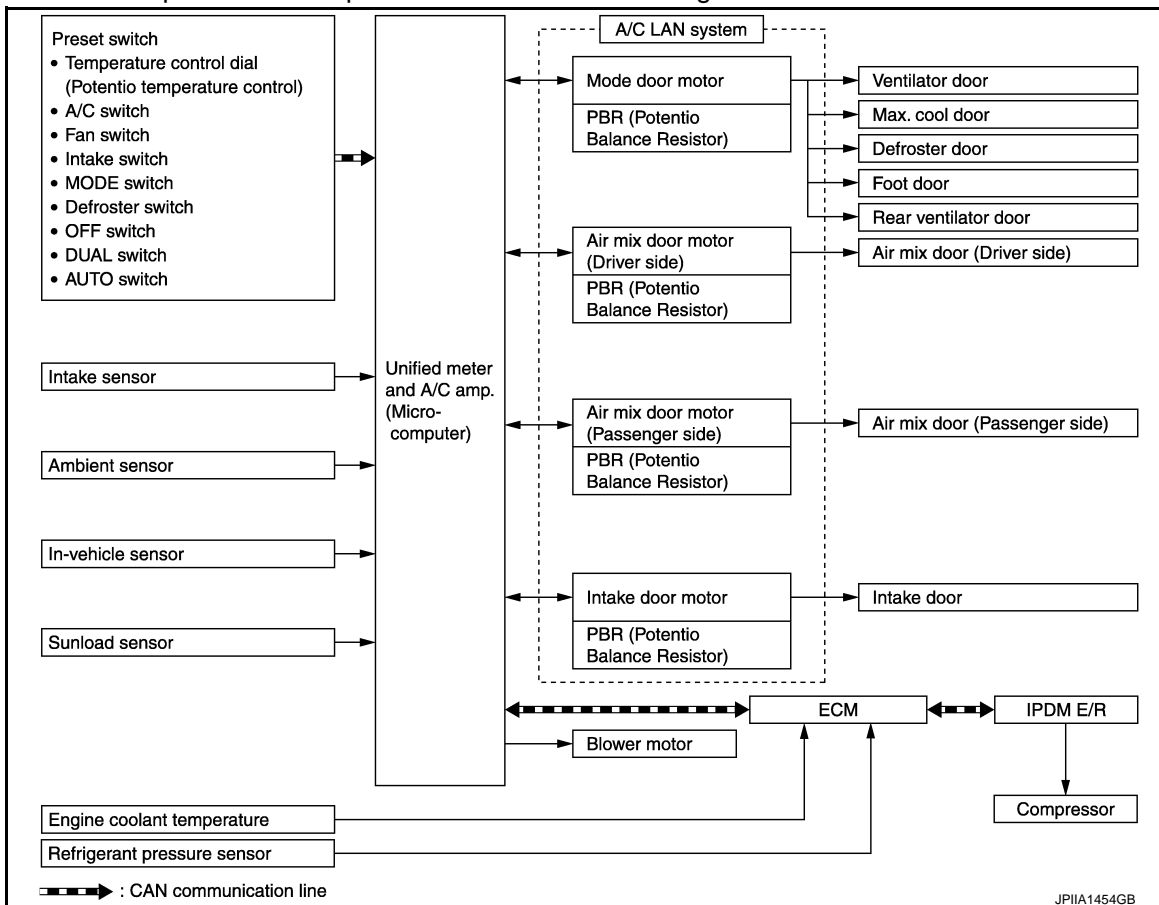 Preset switch
• Temperature control dial
(Potentio temperature control)
• A/C switch
• Fan switch
• Intake switch
• MODE switch
• Defroster switch
• OFF switch
• DUAL switch
• AUTO switch
Intake sensor
Ambient sensor
In-vehicle sensor
Sunload sensor
Unified meter
and A/C amp.
(Micro-
computer)
A/C LAN system
Mode door motor
PBR (Potentio
Balance Resistor)
Ventilator door
Max. cool door
Defroster door
Foot door
Rear ventilator door
Air mix door motor
(Driver side)
PBR (Potentio
Balance Resistor)
Air mix door (Driver side)
Air mix door motor
(Passenger side)
PBR (Potentio
Balance Resistor)
Air mix door (Passenger side)
Intake door motor
PBR (Potentio
Balance Resistor)
Intake door
ECM
IPDM E/R
Blower motor
Compressor
Engine coolant temperature
Refrigerant pressure sensor
: CAN communication line
JPIIA1454GB